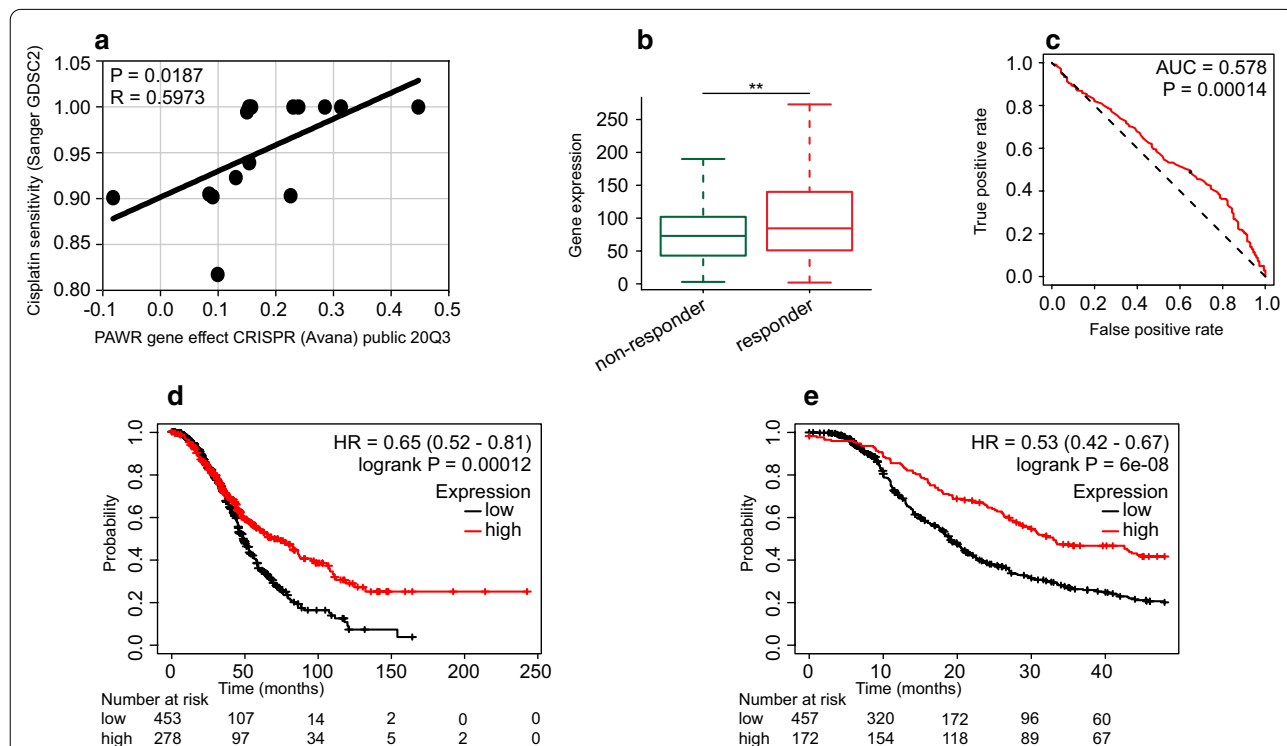 a
Cisplatin sensitivity (Sanger GDSC2)
1.05
1.00
0.95
0.90
0.85
0.80
P = 0.0187
R = 0.5973
-0.1 0.0 0.1 0.2 0.3 0.4 0.5
PAWR gene effect CRISPR (Avana) public 20Q3
b
**
Gene expression
250
200
150
100
50
0
non-responder
responder
c
AUC = 0.578
P = 0.00014
True positive rate
1.0
0.8
0.6
0.4
0.2
0.0
0.0 0.2 0.4 0.6 0.8 1.0
False positive rate
d
HR = 0.65 (0.52 - 0.81)
logrank P = 0.00012
Expression
low
high
Probability
1.0
0.8
0.6
0.4
0.2
0.0
0 50 100 150 200 250
Time (months)
Number at risk
low 453 107 14 2 0 0
high 278 97 34 5 2 0
e
HR = 0.53 (0.42 - 0.67)
logrank P = 6e-08
Expression
low
high
Probability
1.0
0.8
0.6
0.4
0.2
0.0
0 10 20 30 40
Time (months)
Number at risk
low 457 320 172 96 60
high 172 154 118 89 67